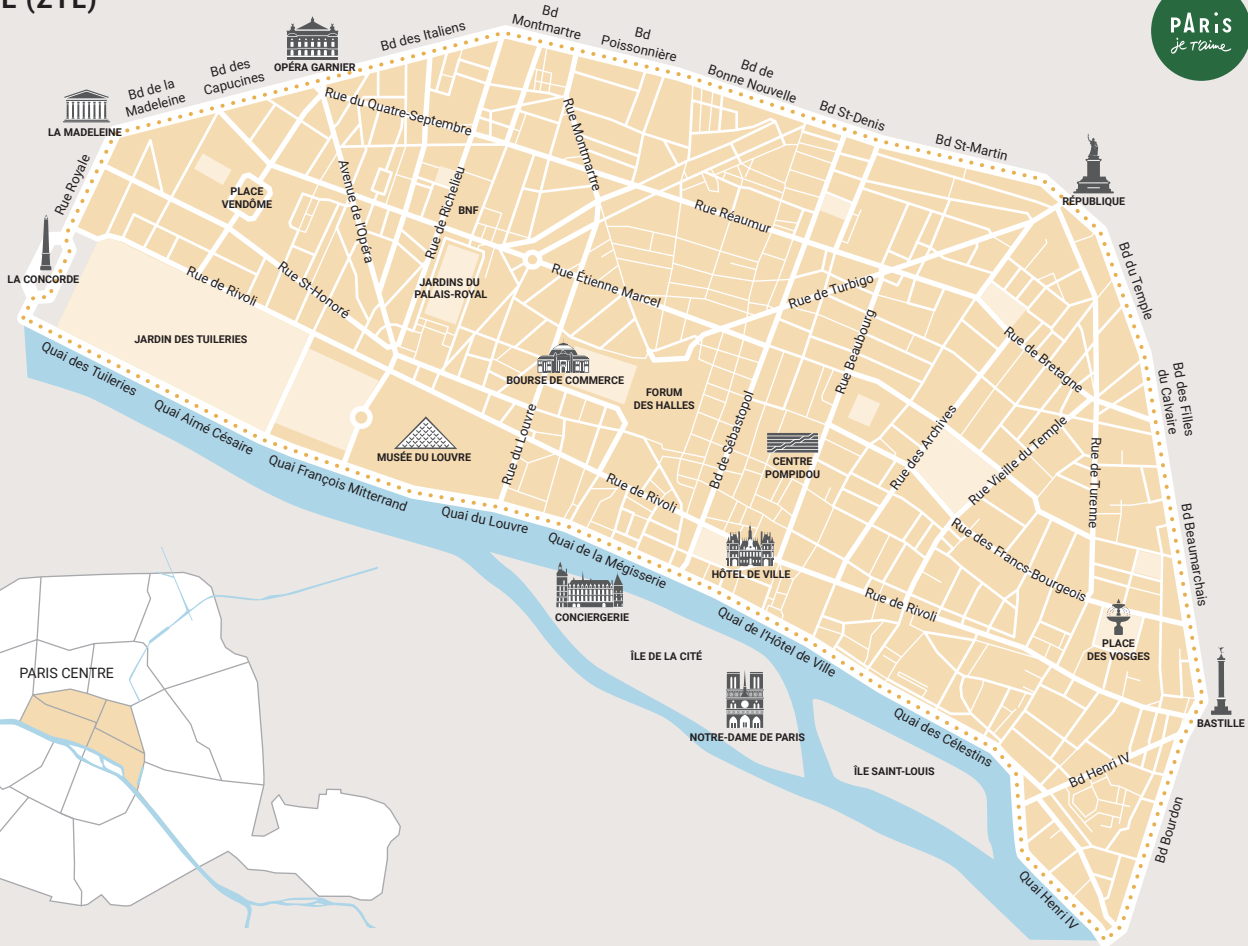 E (ZTL)
PARIS
je t'aime
Bd
Montmartre
Bd des Italiens
Bd
Poissonnière
OPÉRA GARNIER
Bd des
Capucines
Bd de
Bonne Nouvelle
Bd de la
Madeleine
Rue du Quatre-Septembre
Rue Montmartre
Bd St-Denis
LA MADELEINE
Bd St-Martin
Rue Royale
Avenue de l'Opéra
Rue de Richelieu
PLACE
VENDÔME
BNF
Rue Réaumur
RÉPUBLIQUE
LA CONCORDE
Rue de Rivoli
Rue St-Honoré
JARDINS DU
PALAIS-ROYAL
Rue Étienne Marcel
Rue de Turbigo
Bd du Temple
JARDIN DES TUILERIES
Rue Beaubourg
Rue de Bretagne
Quai des Tuileries
BOURSE DE COMMERCE
FORUM
DES HALLES
Bd des Filles
du Calvaire
Quai Aimé Césaire
MUSÉE DU LOUVRE
Rue du Louvre
Bd de Sébastopol
CENTRE
POMPIDOU
Rue des Archives
Rue Vieille du Temple
Rue de Turenne
Quai François Mitterrand
Rue de Rivoli
Quai du Louvre
Quai de la Mégisserie
HÔTEL DE VILLE
Rue des Francs-Bourgeois
Bd Beaumarchais
CONCIERGERIE
Rue de Rivoli
Quai de l'Hôtel de Ville
PLACE
DES VOSGES
ÎLE DE LA CITÉ
PARIS CENTRE
NOTRE-DAME DE PARIS
Quai des Célestins
BASTILLE
ÎLE SAINT-LOUIS
Bd Henri IV
Bd Bourdon
Quai Henri IV